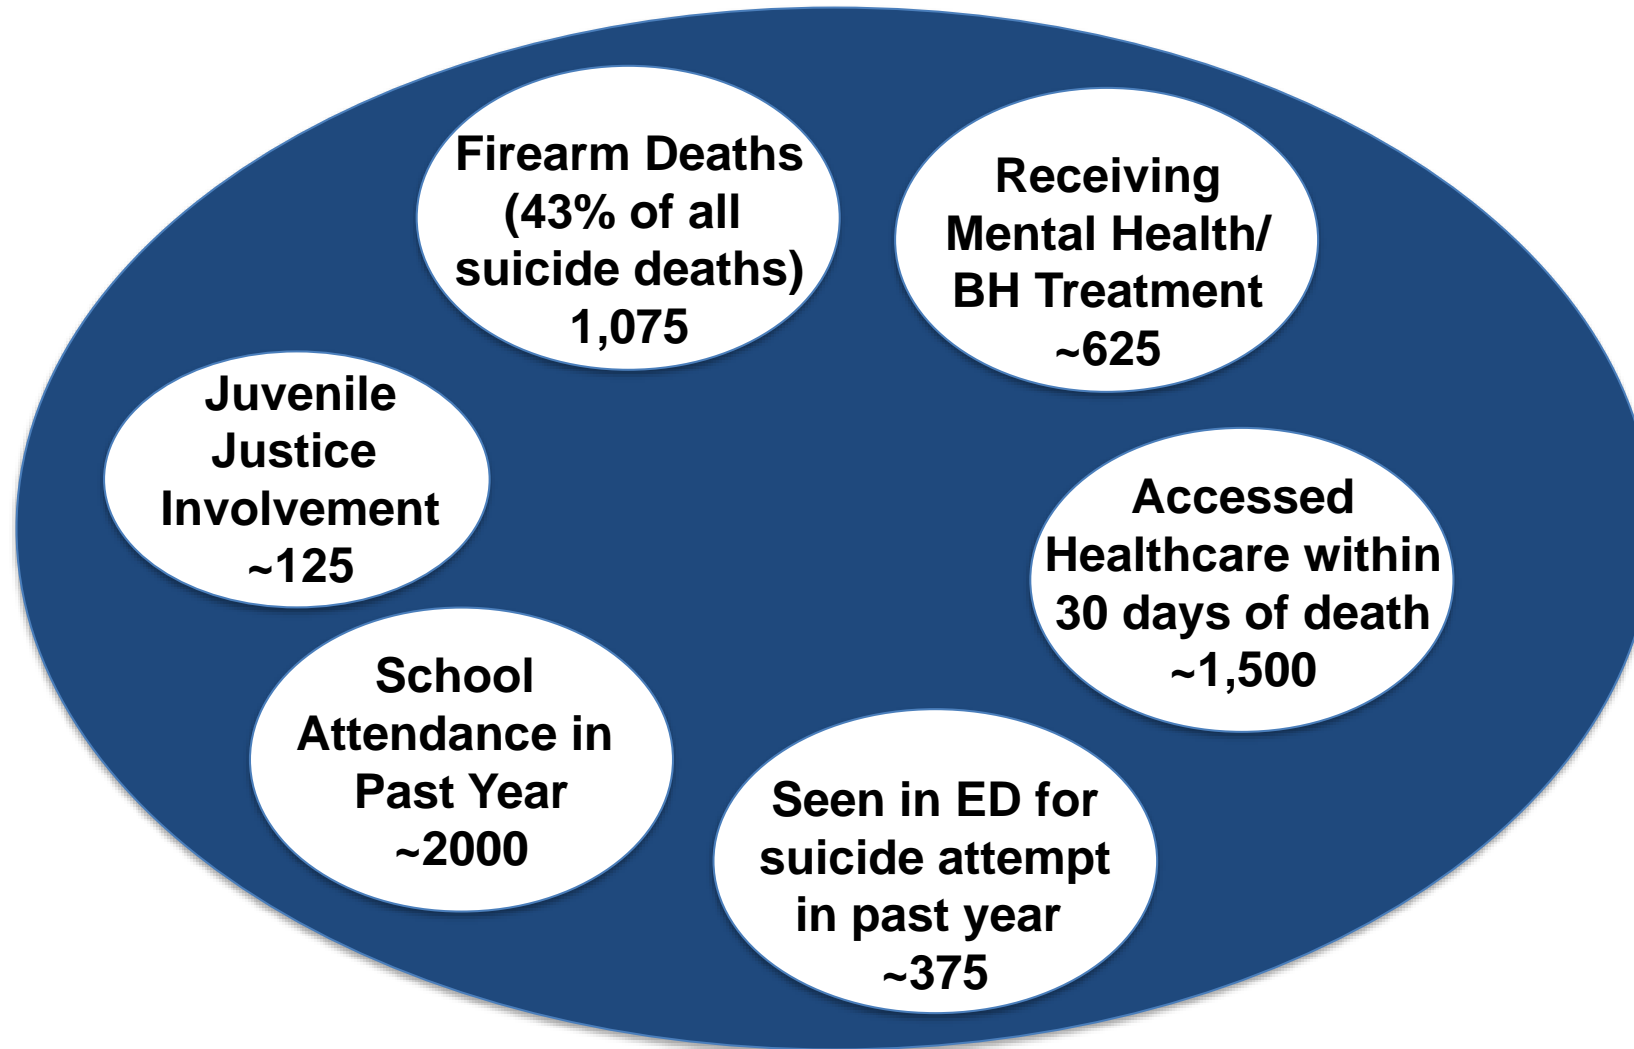 Firearm Deaths
(43% of all
suicide deaths)
1,075
Receiving
Mental Health/
BH Treatment
~625
Juvenile
Justice
Involvement
~125
Accessed
Healthcare within
30 days of death
~1,500
School
Attendance in
Past Year
~2000
Seen in ED for
suicide attempt
in past year
~375